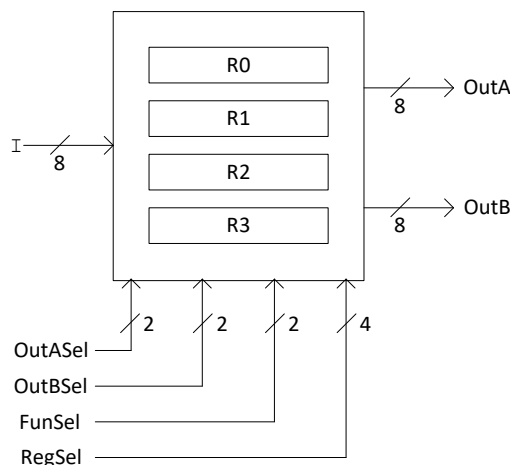 R0
OutA
8
R1
I
8
R2
R3
OutB
8
2
2
2
4
OutASel
OutBSel
FunSel
RegSel